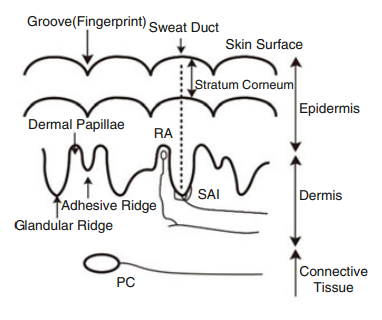 Groove(Fingerprint)
Sweat Duct
Skin Surface
Stratum Corneum
Epidermis
Dermal Papillae
RA
SAI
Adhesive Ridge
Dermis
Glandular Ridge
PC
Connective
Tissue